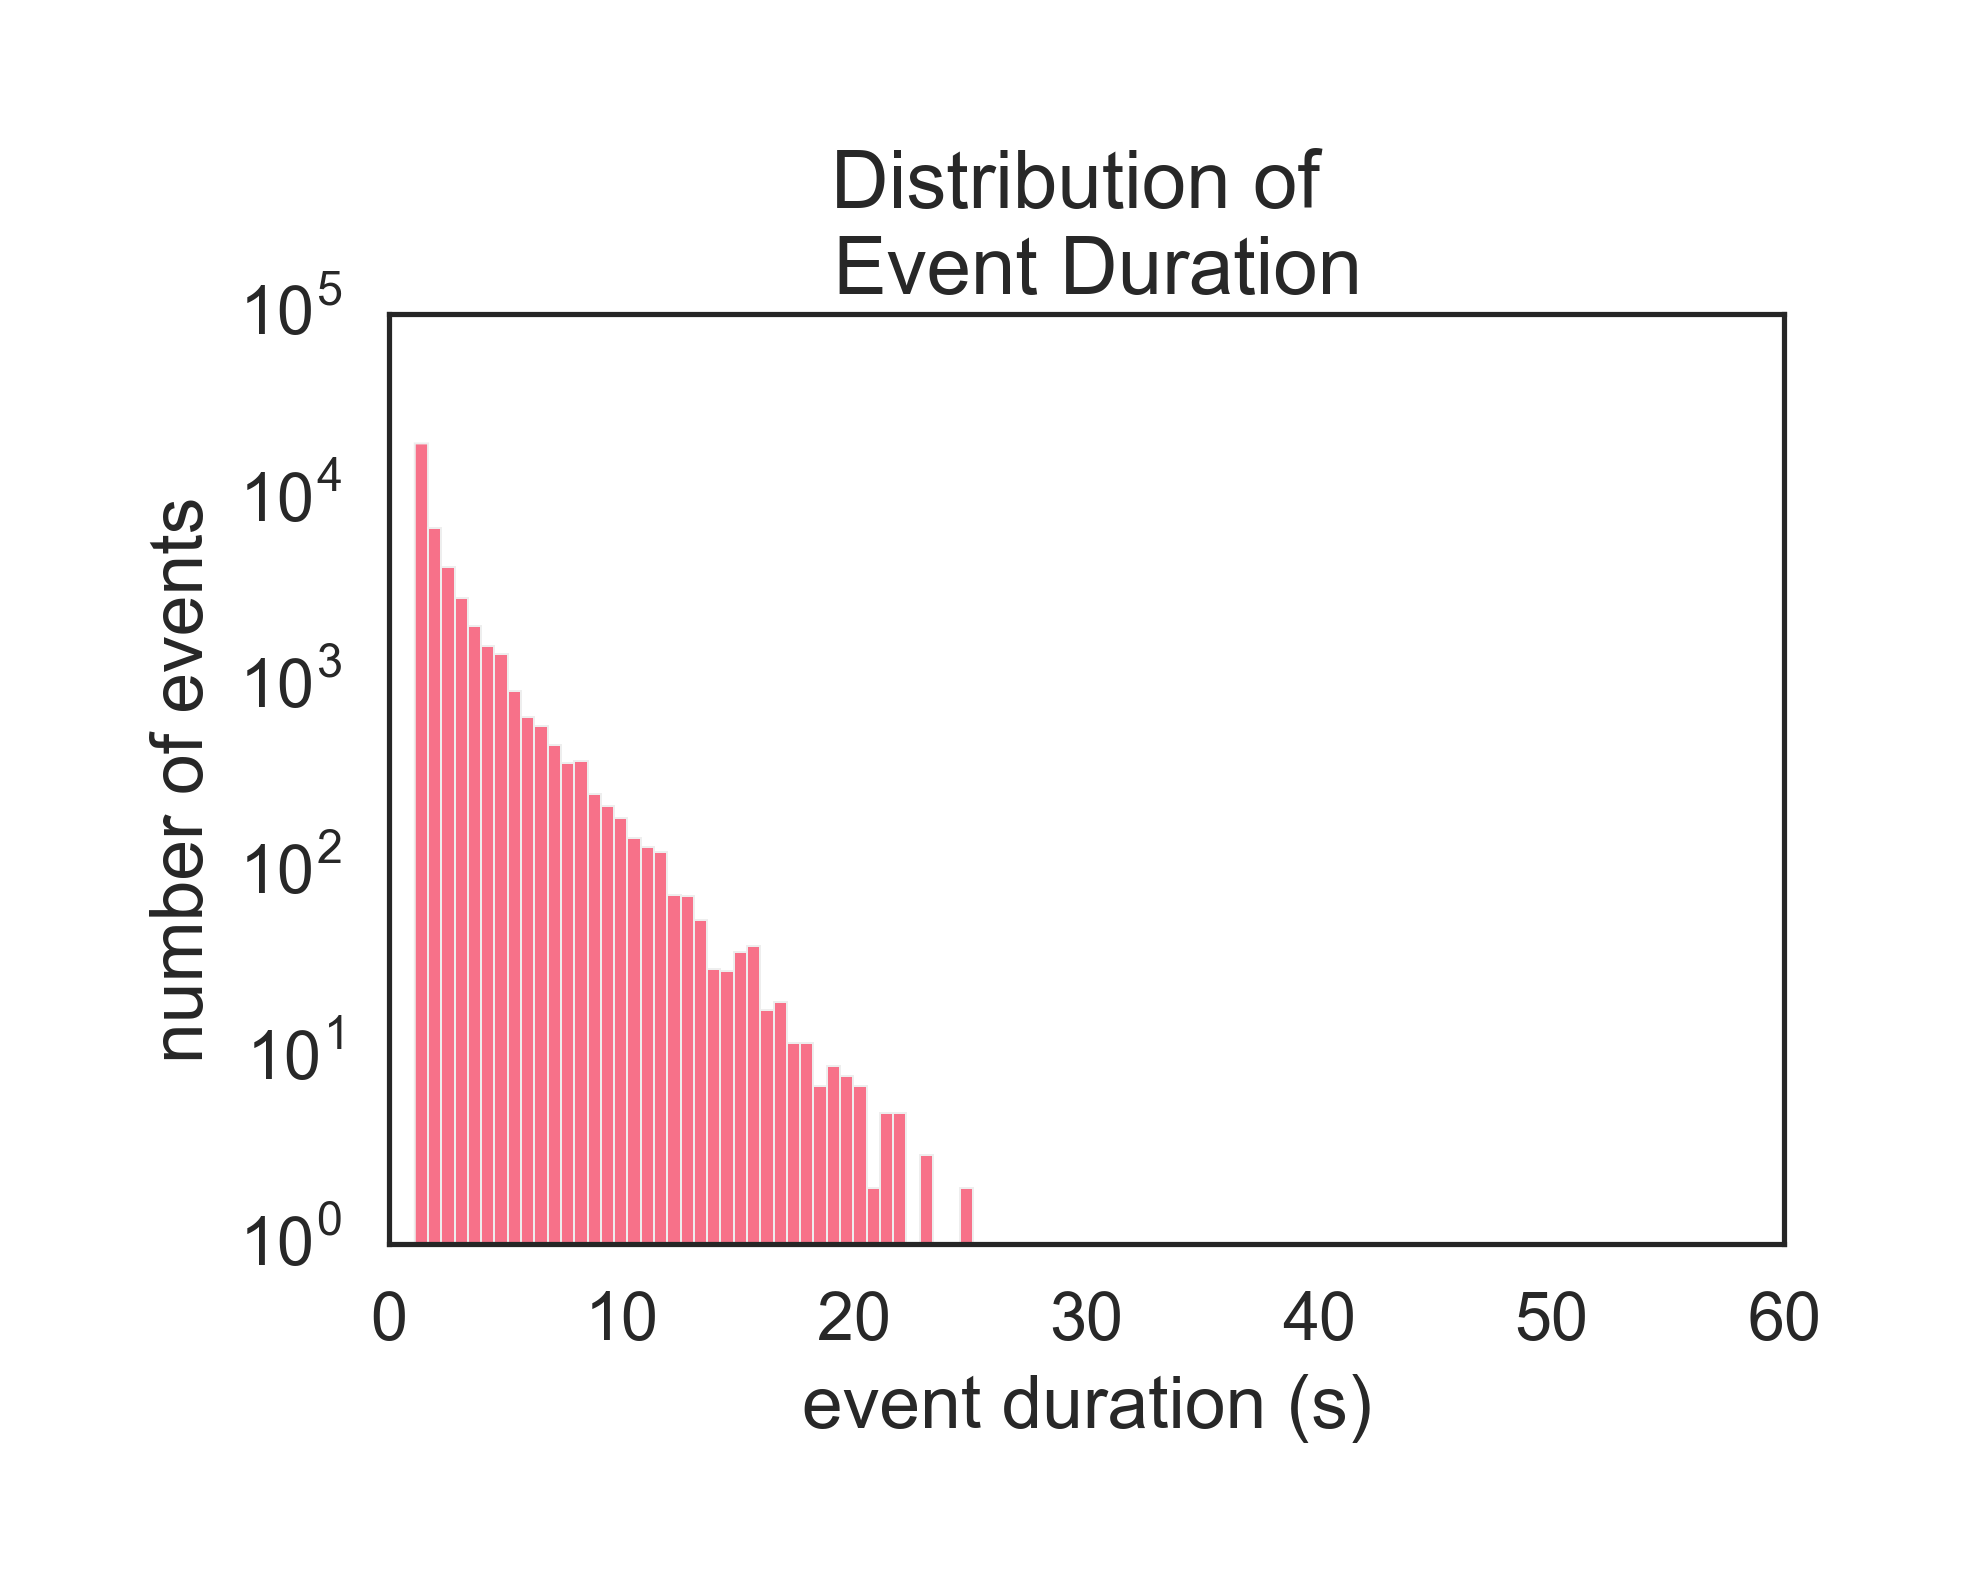 Distribution of
Event Duration
10^5
10^4
10^3
10^2
10^1
10^0
number of events
0 10 20 30 40 50 60
event duration (s)